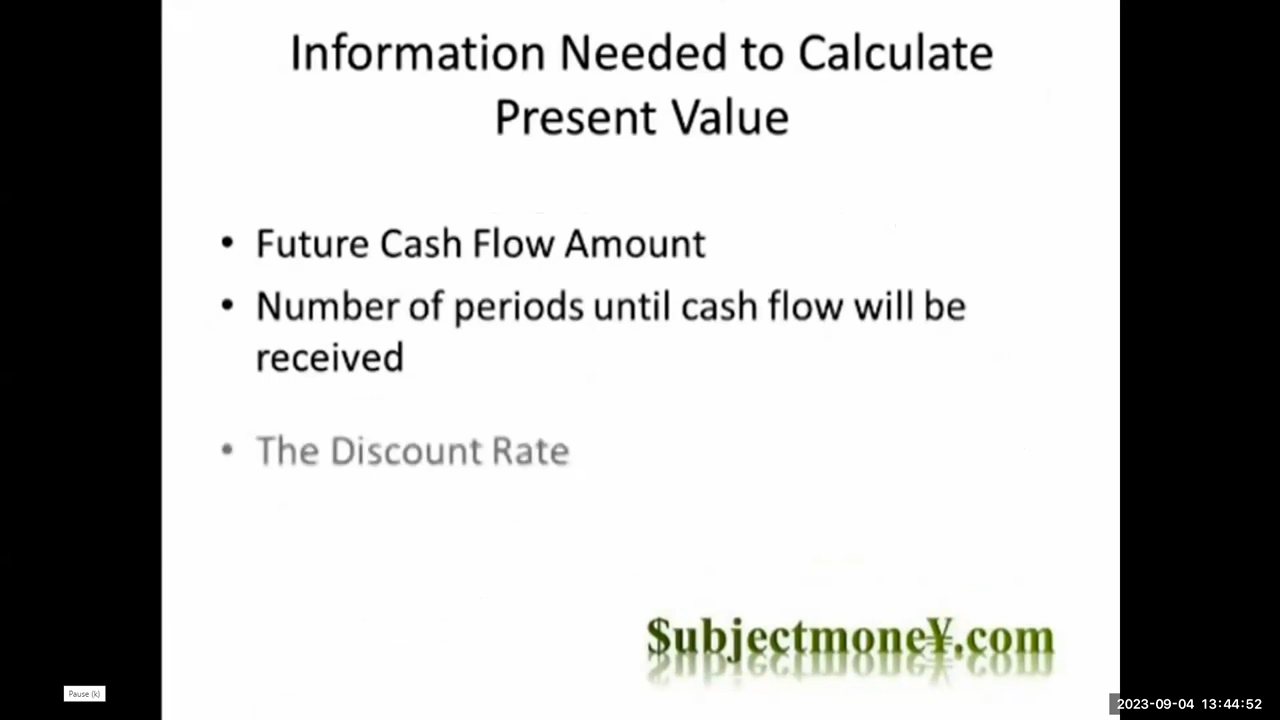 Information Needed to Calculate
Present Value
• Future Cash Flow Amount
• Number of periods until cash flow will be
received
• The Discount Rate
$ubjectmone¥.com
Pause (k)
2023-09-04 13:44:52